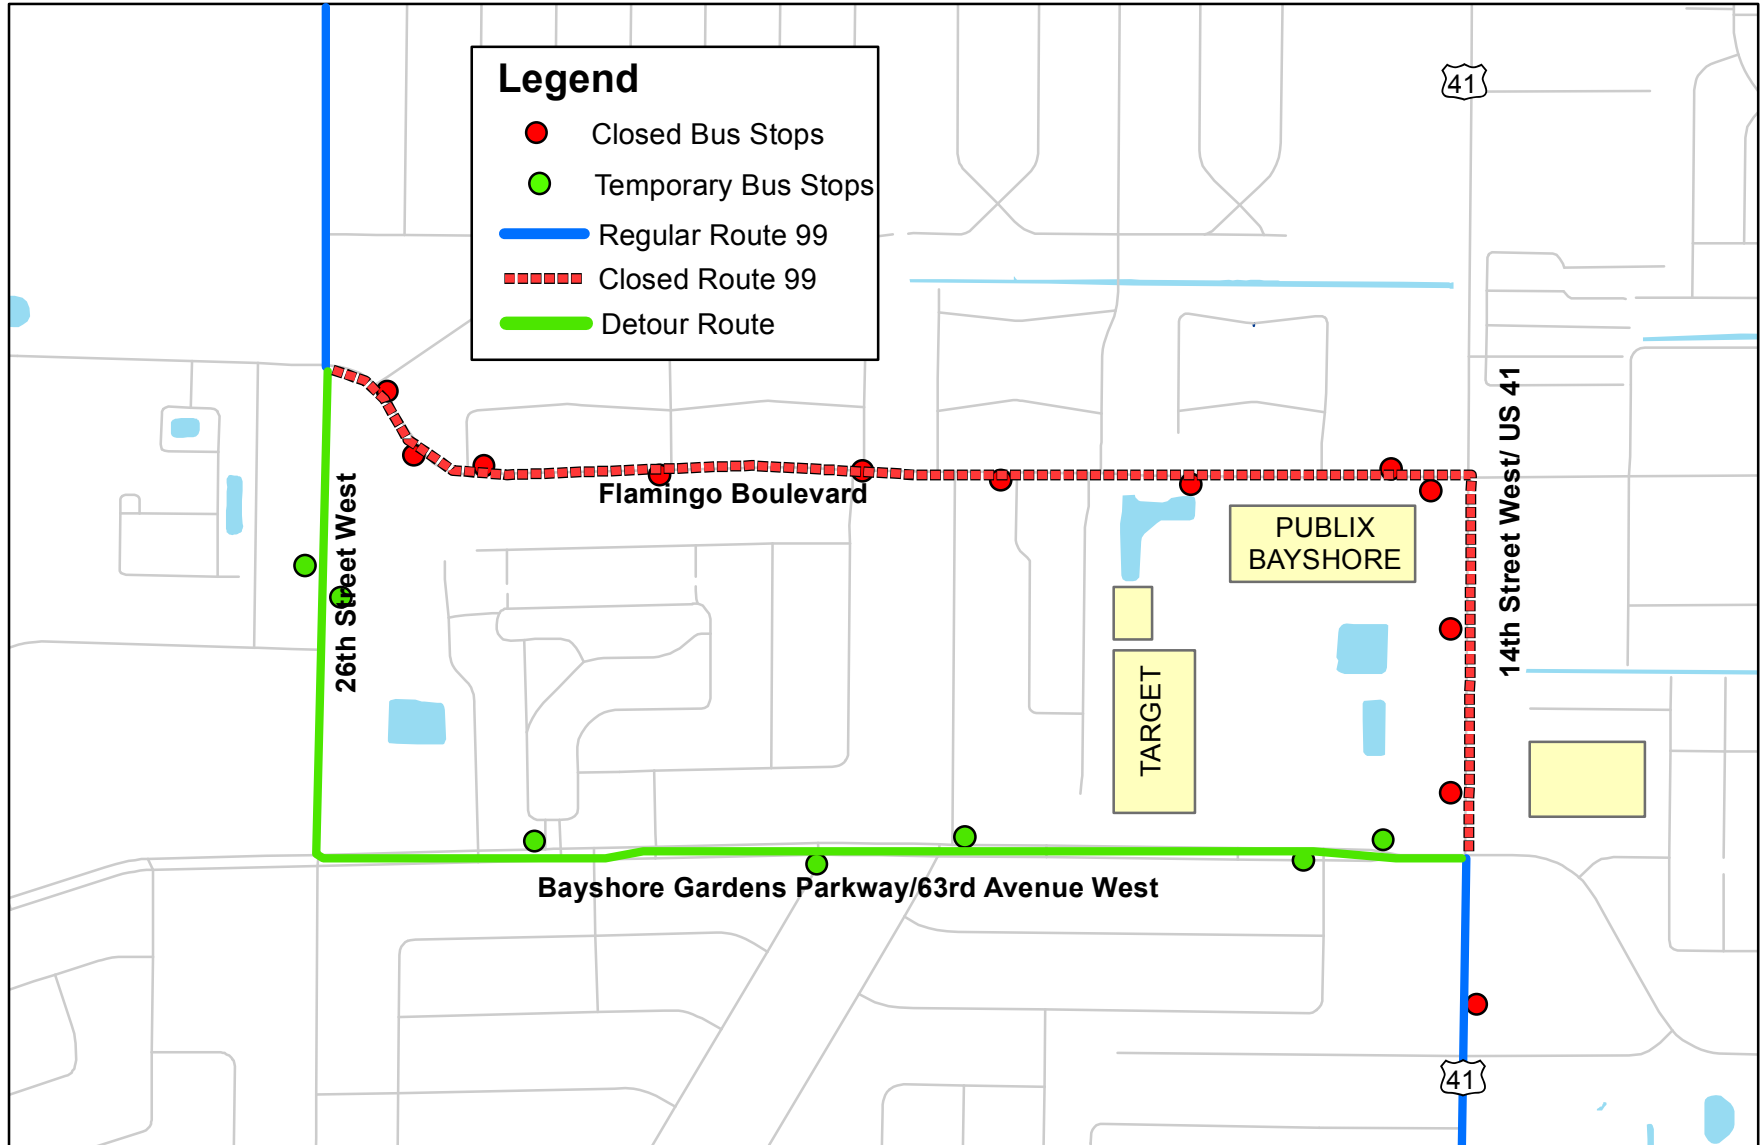 Legend
Closed Bus Stops
Temporary Bus Stops
Regular Route 99
Closed Route 99
Detour Route
41
Flamingo Boulevard
26th Street West
PUBLIX
BAYSHORE
14th Street West/ US 41
TARGET
Bayshore Gardens Parkway/63rd Avenue West
41